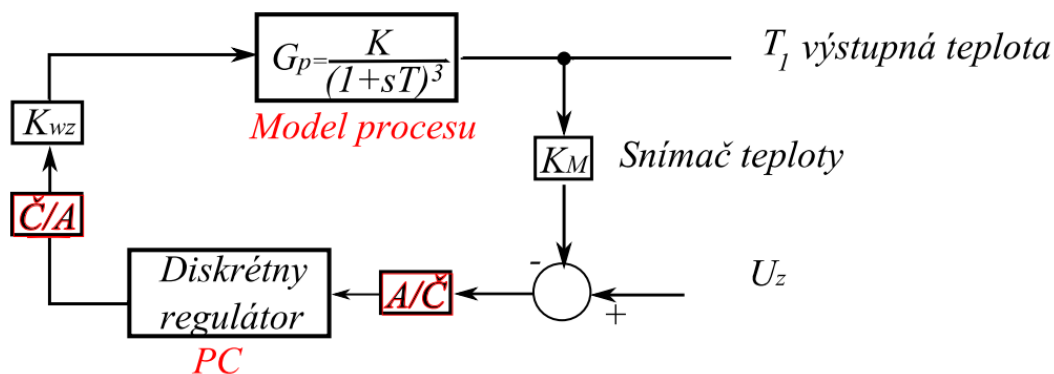 Gp= K/(1+sT)³
T1 výstupná teplota
Model procesu
Kwz
KM
Snímač teploty
Č/A
-
Uz
Diskrétny
regulátor
A/Č
+
PC